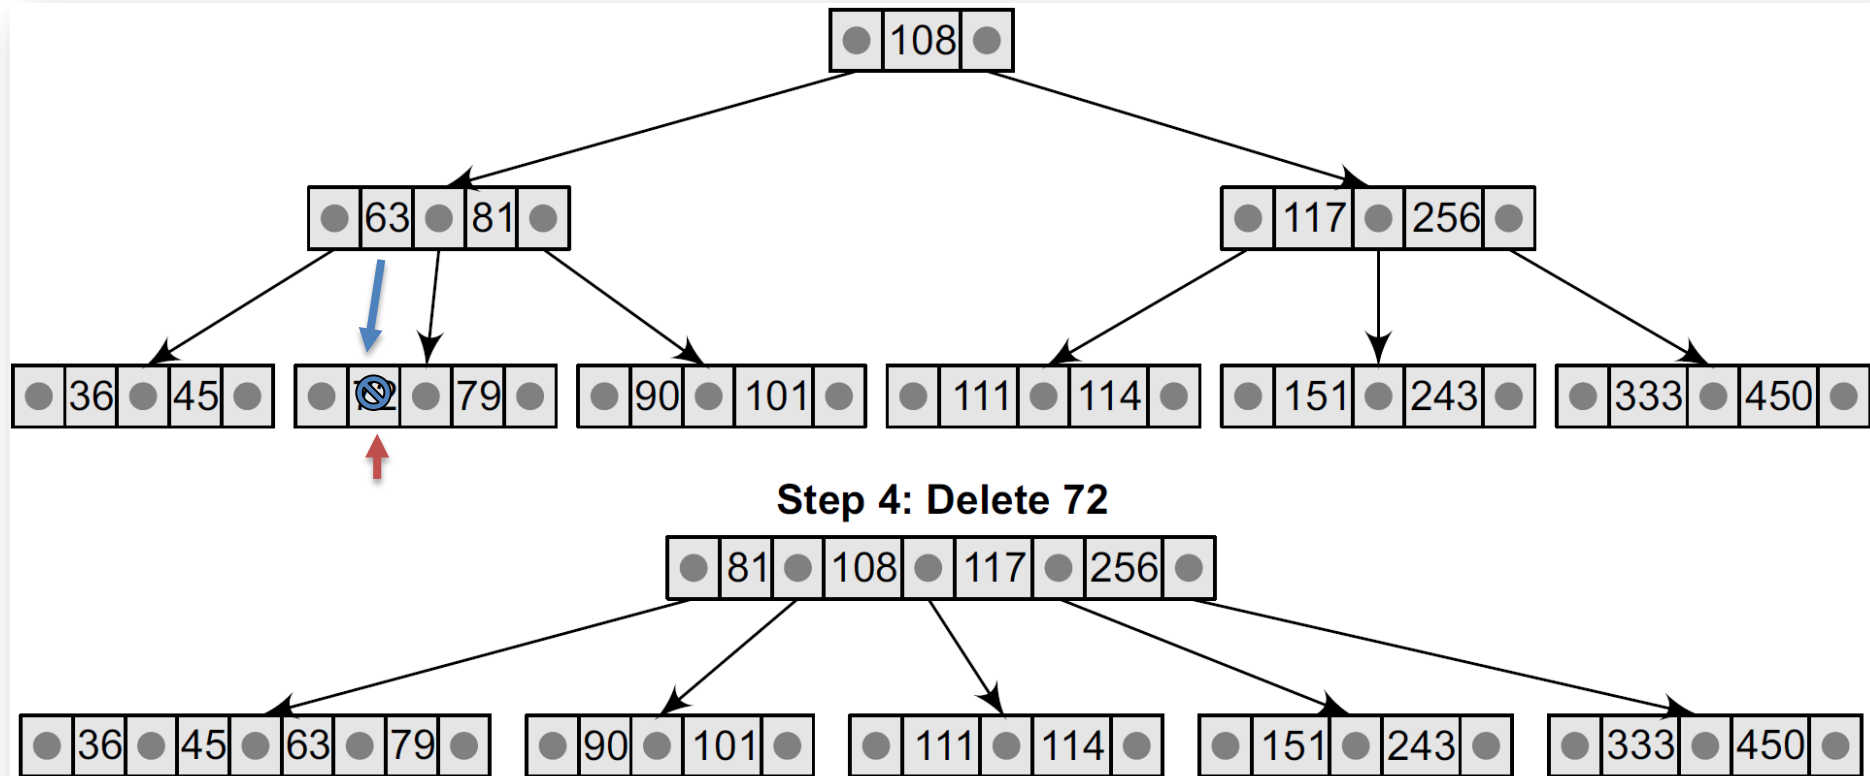 108
63 81 117 256
36 45 72 79 90 101 111 114 151 243 333 450
Step 4: Delete 72
81 108 117 256
36 45 63 79 90 101 111 114 151 243 333 450